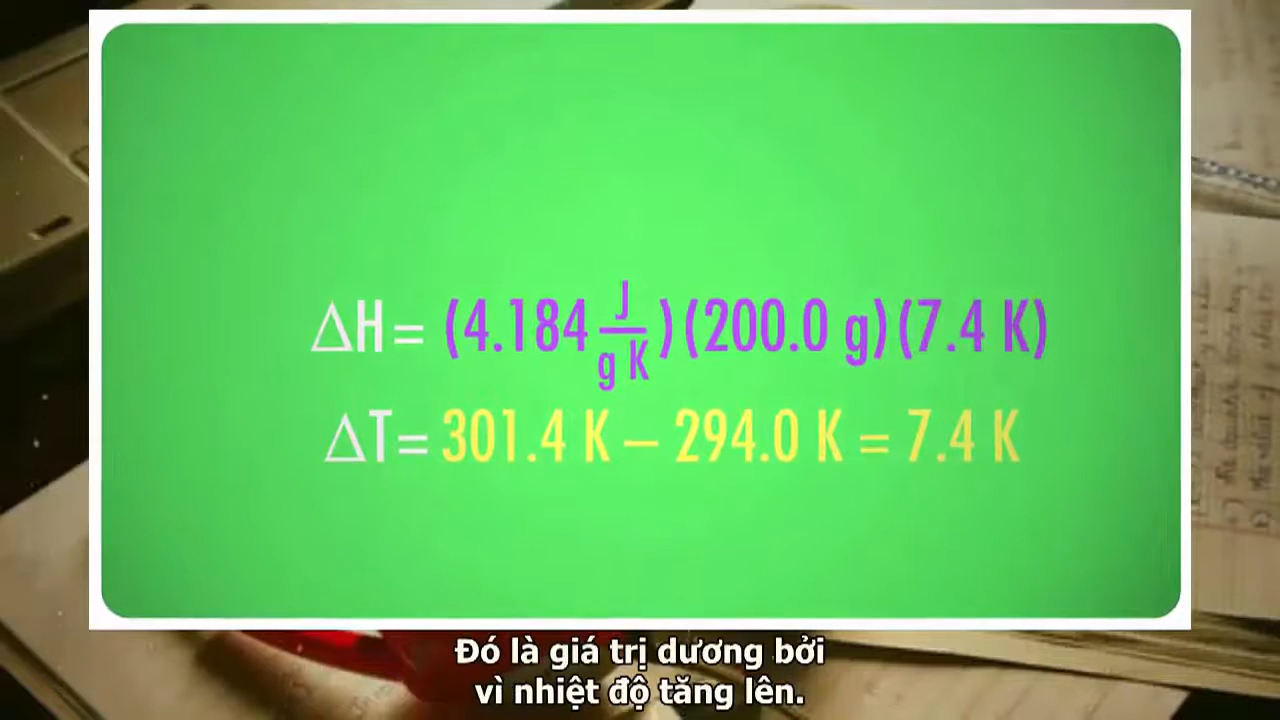 ΔH = (4.184 J/g K)(200.0 g)(7.4 K)
ΔT = 301.4 K – 294.0 K = 7.4 K
Đó là giá trị dương bởi
vì nhiệt độ tăng lên.